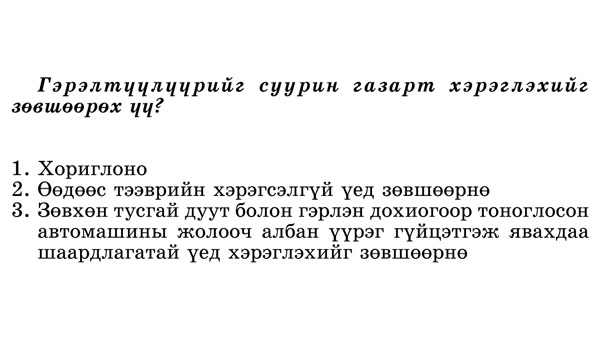 Гэрэлтүүлүүрийг суурин газарт хэрэглэхийг
зөвшөөрөх үү?
1. Хориглоно
2. Өөдөөс тээврийн хэрэгсэлгүй үед зөвшөөрнө
3. Зөвхөн тусгай дуут болон гэрлэн дохиогоор тоноглосон
автомашины жолооч албан үүрэг гүйцэтгэж явахдаа
шаардлагатай үед хэрэглэхийг зөвшөөрнө